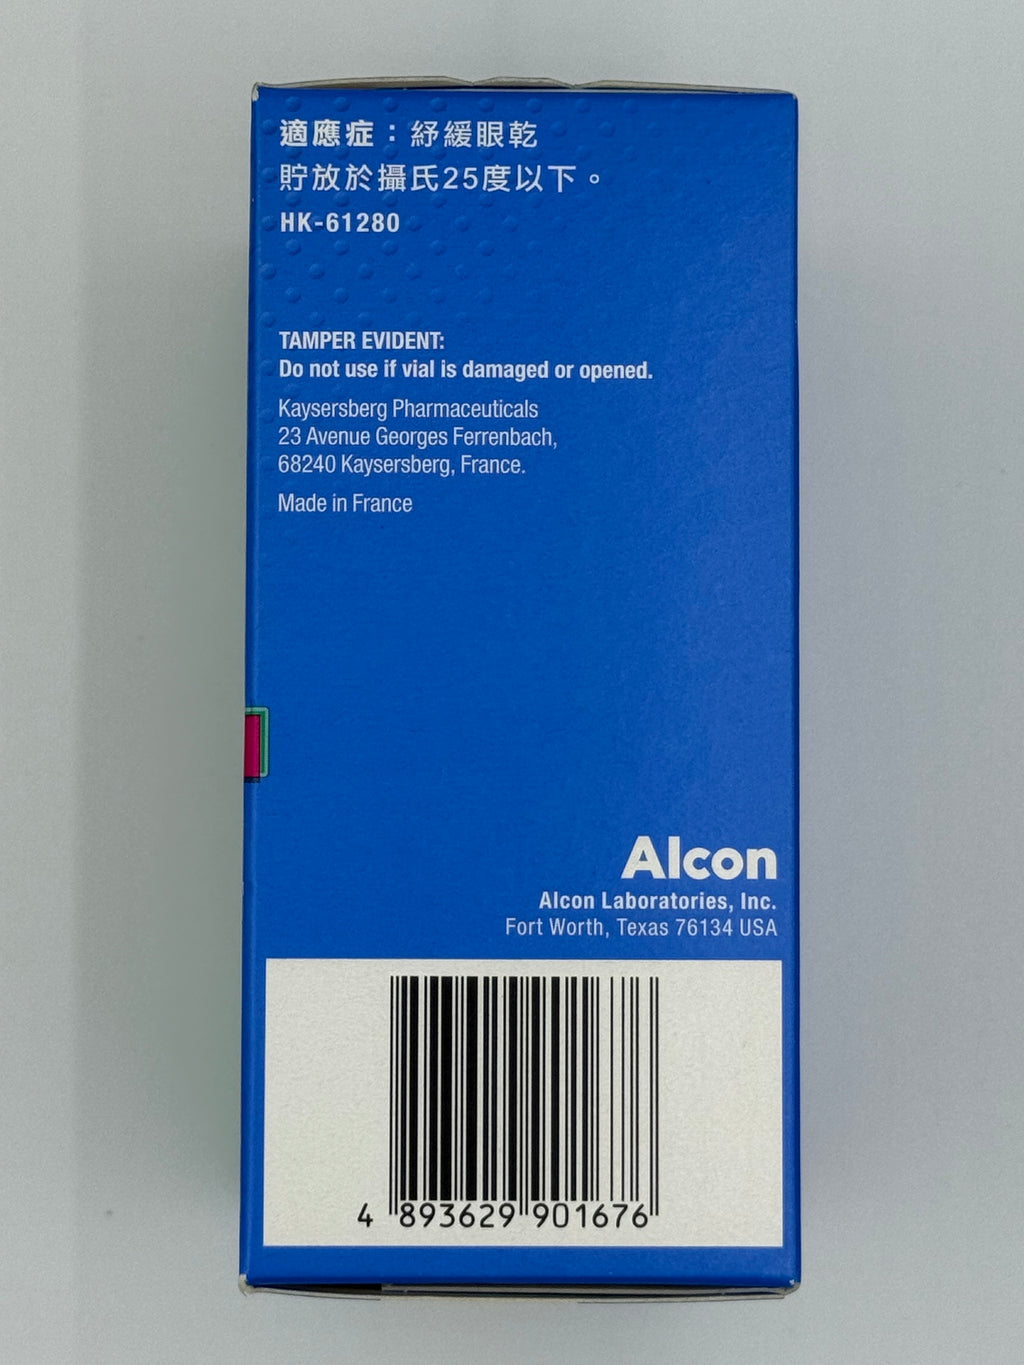 適應症：紓緩眼乾
貯放於攝氏25度以下。
HK-61280
TAMPER EVIDENT:
Do not use if vial is damaged or opened.
Kaysersberg Pharmaceuticals
23 Avenue Georges Ferrenbach,
68240 Kaysersberg, France.
Made in France
Alcon
Alcon Laboratories, Inc.
Fort Worth, Texas 76134 USA
4 893629 901676